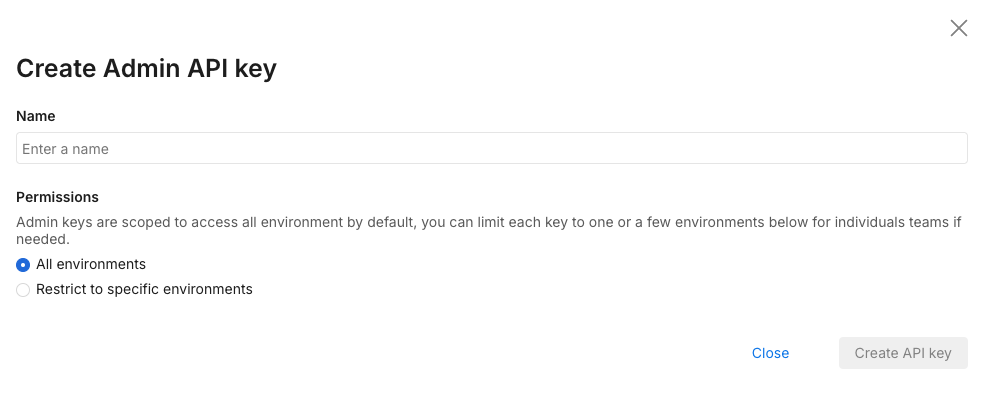 Create Admin API key
Name
Enter a name
Permissions
Admin keys are scoped to access all environment by default, you can limit each key to one or a few environments below for individuals teams if
needed.
All environments
Restrict to specific environments
Close
Create API key